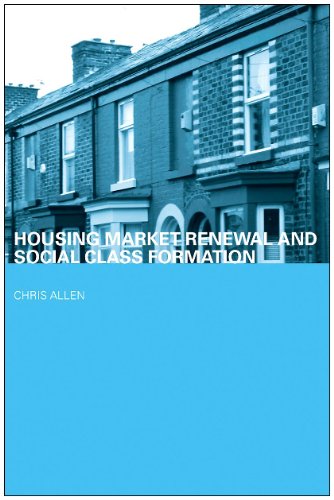 HOUSING MARKET RENEWAL AND
SOCIAL CLASS FORMATION
CHRIS ALLEN